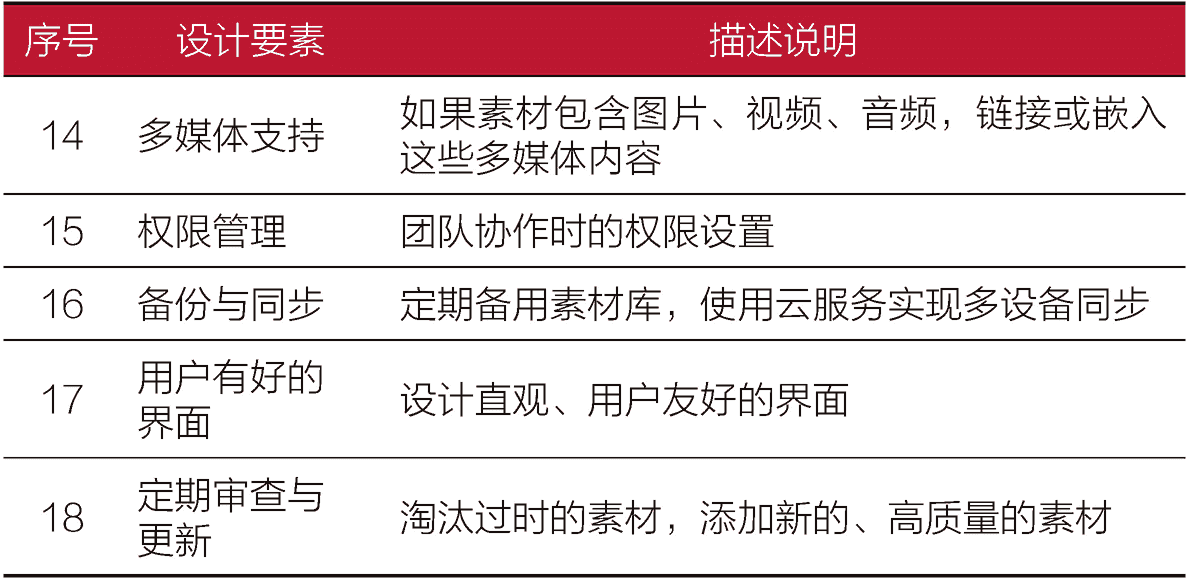 序号 设计要素 描述说明
14 多媒体支持 如果素材包含图片、视频、音频，链接或嵌入
这些多媒体内容
15 权限管理 团队协作时的权限设置
16 备份与同步 定期备用素材库，使用云服务实现多设备同步
17 用户有好的
界面 设计直观、用户友好的界面
18 定期审查与
更新 淘汰过时的素材，添加新的、高质量的素材